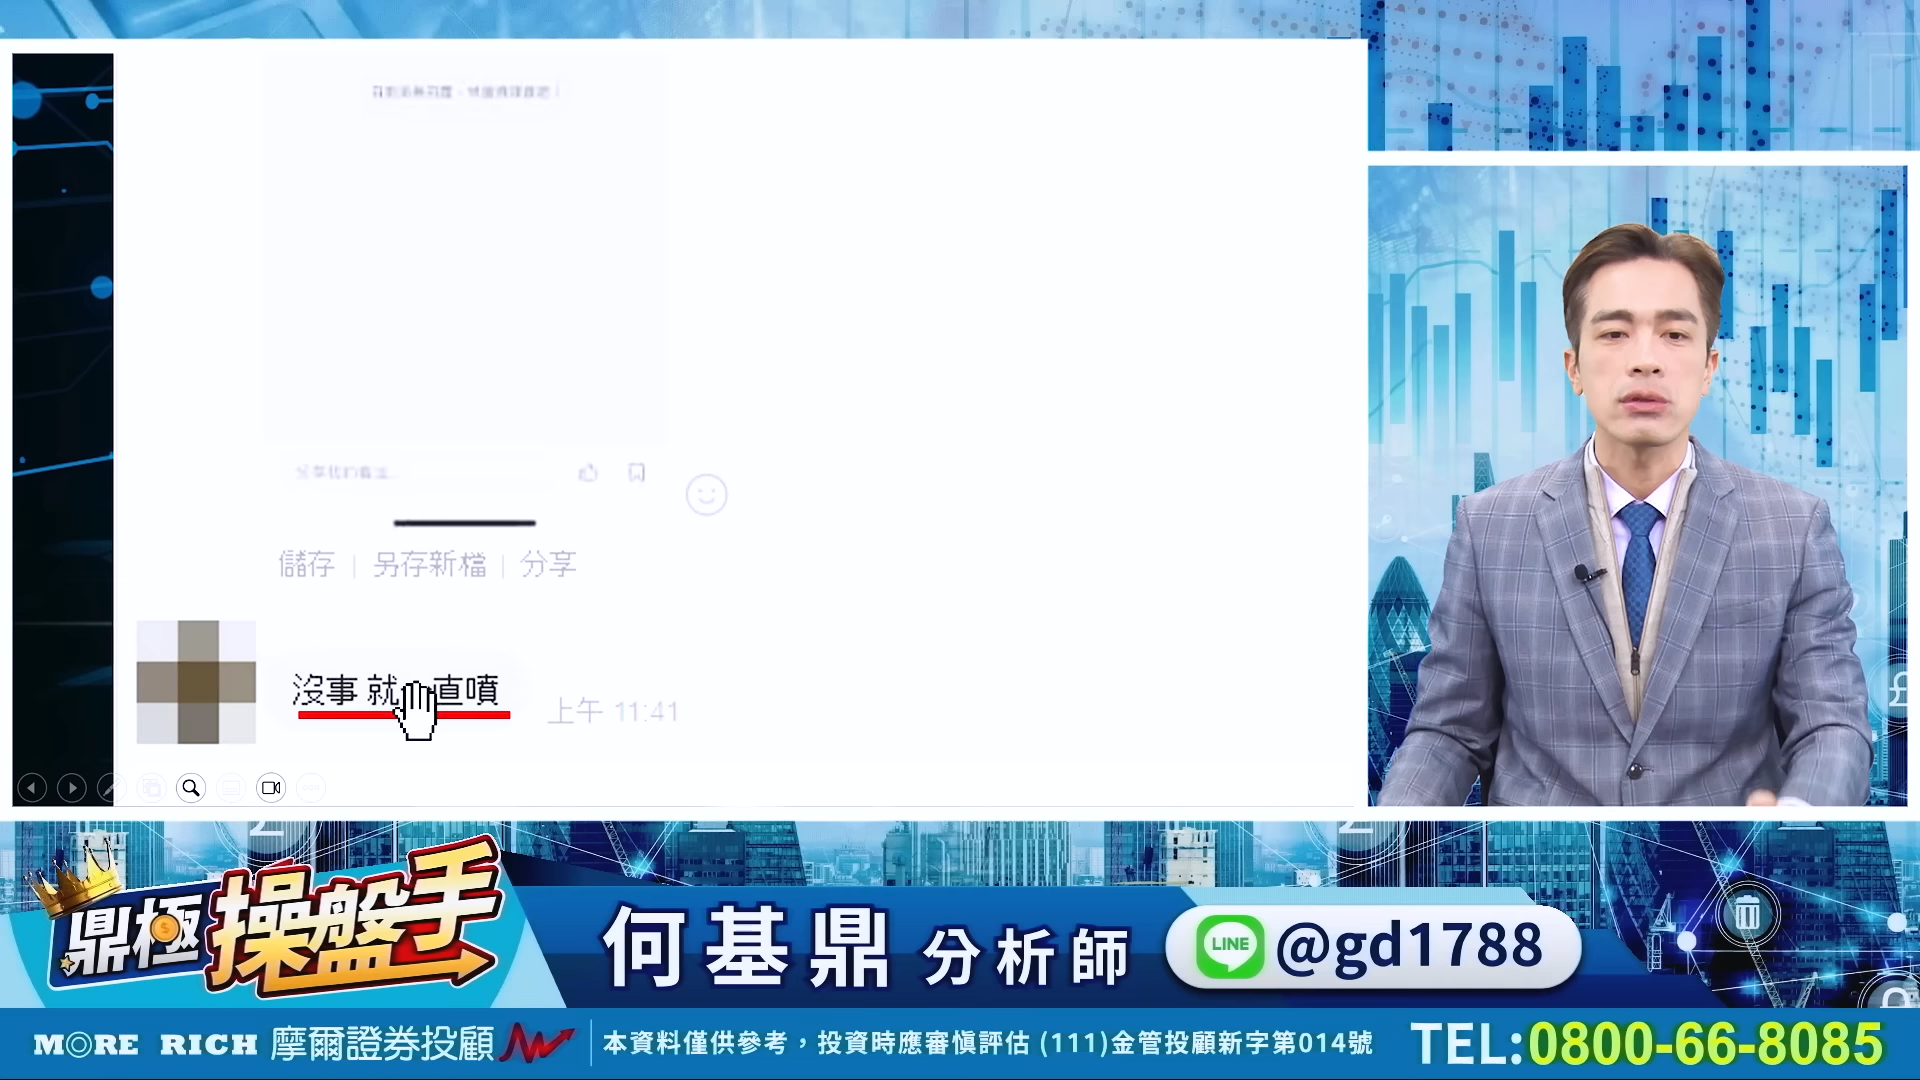 儲存 | 另存新檔 | 分享
沒事 就一直噴
上午 11:41
鼎極操盤手
何基鼎 分析師
LINE @gd1788
MORE RICH 摩爾證券投顧
本資料僅供參考，投資時應審慎評估 (111)金管投顧新字第014號
TEL:0800-66-8085